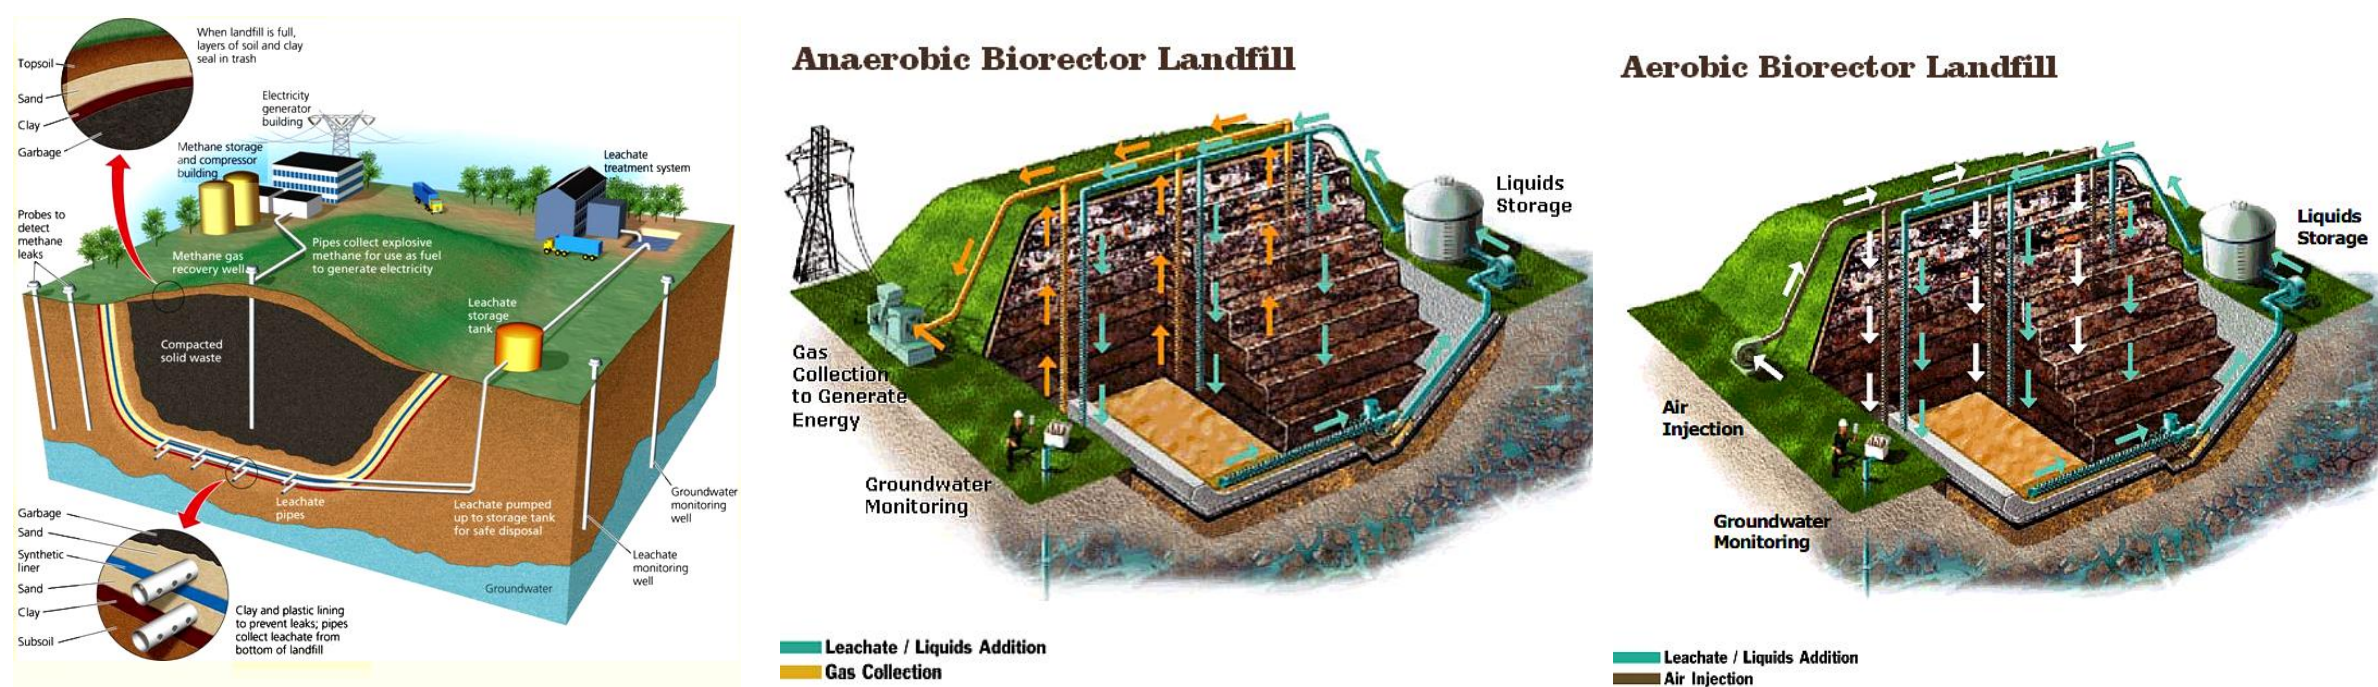 When landfill is full,
layers of soil and clay
seal in trash
Topsoil
Sand
Clay
Garbage
Electricity
generator
building
Methane storage
and compressor
building
Leachate
treatment system
Probes to
detect
methane
leaks
Methane gas
recovery well
Pipes collect explosive
methane for use as fuel
to generate electricity
Leachate
storage
tank
Compacted
solid waste
Leachate
pipes
Leachate pumped
up to storage tank
for safe disposal
Groundwater
monitoring
well
Leachate
monitoring
well
Groundwater
Garbage
Sand
Synthetic
liner
Sand
Clay
Subsoil
Clay and plastic lining
to prevent leaks; pipes
collect leachate from
bottom of landfill
Anaerobic Biorector Landfill
Liquids
Storage
Gas
Collection
to Generate
Energy
Groundwater
Monitoring
Leachate / Liquids Addition
Gas Collection
Aerobic Biorector Landfill
Liquids
Storage
Air
Injection
Groundwater
Monitoring
Leachate / Liquids Addition
Air Injection